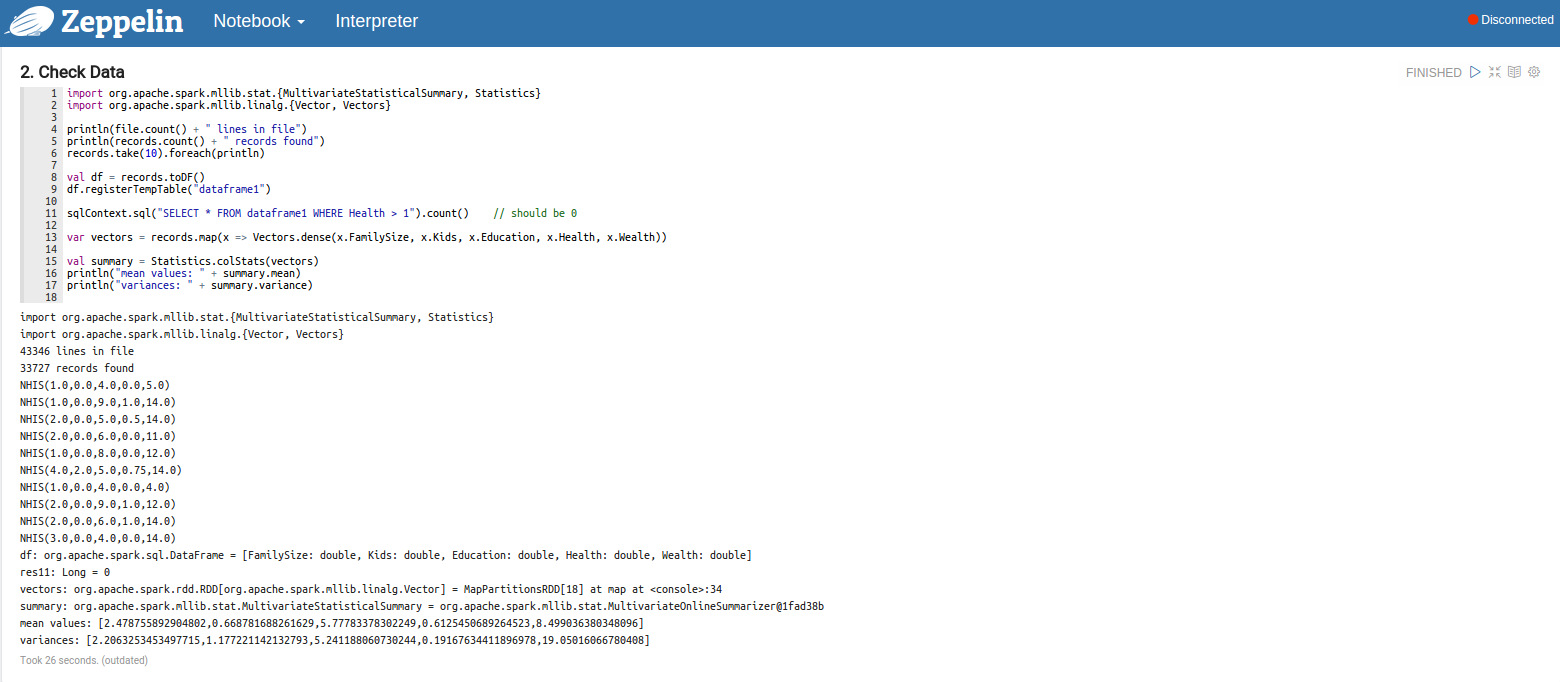 Zeppelin Notebook Interpreter Disconnected
2. Check Data FINISHED
1 import org.apache.spark.mllib.stat.{MultivariateStatisticalSummary, Statistics}
2 import org.apache.spark.mllib.linalg.{Vector, Vectors}
3
4 println(file.count() + " lines in file")
5 println(records.count() + " records found")
6 records.take(10).foreach(println)
7
8 val df = records.toDF()
9 df.registerTempTable("dataframe1")
10
11 sqlContext.sql("SELECT * FROM dataframe1 WHERE Health > 1").count()    // should be 0
12
13 var vectors = records.map(x => Vectors.dense(x.FamilySize, x.Kids, x.Education, x.Health, x.Wealth))
14
15 val summary = Statistics.colStats(vectors)
16 println("mean values: " + summary.mean)
17 println("variances: " + summary.variance)
18
import org.apache.spark.mllib.stat.{MultivariateStatisticalSummary, Statistics}
import org.apache.spark.mllib.linalg.{Vector, Vectors}
43346 lines in file
33727 records found
NHIS(1.0,0.0,4.0,0.0,5.0)
NHIS(1.0,0.0,9.0,1.0,14.0)
NHIS(2.0,0.0,5.0,0.5,14.0)
NHIS(2.0,0.0,6.0,0.0,11.0)
NHIS(1.0,0.0,8.0,0.0,12.0)
NHIS(4.0,2.0,5.0,0.75,14.0)
NHIS(1.0,0.0,4.0,0.0,4.0)
NHIS(2.0,0.0,9.0,1.0,12.0)
NHIS(2.0,0.0,6.0,1.0,14.0)
NHIS(3.0,0.0,4.0,0.0,14.0)
df: org.apache.spark.sql.DataFrame = [FamilySize: double, Kids: double, Education: double, Health: double, Wealth: double]
res11: Long = 0
vectors: org.apache.spark.rdd.RDD[org.apache.spark.mllib.linalg.Vector] = MapPartitionsRDD[18] at map at <console>:34
summary: org.apache.spark.mllib.stat.MultivariateStatisticalSummary = org.apache.spark.mllib.stat.MultivariateOnlineSummarizer@1fad38b
mean values: [2.478755892904802,0.668781688261629,5.77783378302249,0.6125450689264523,8.499036380348096]
variances: [2.2063253453497715,1.177221142132793,5.241188060730244,0.19167634411896978,19.05016066780408]
Took 26 seconds. (outdated)